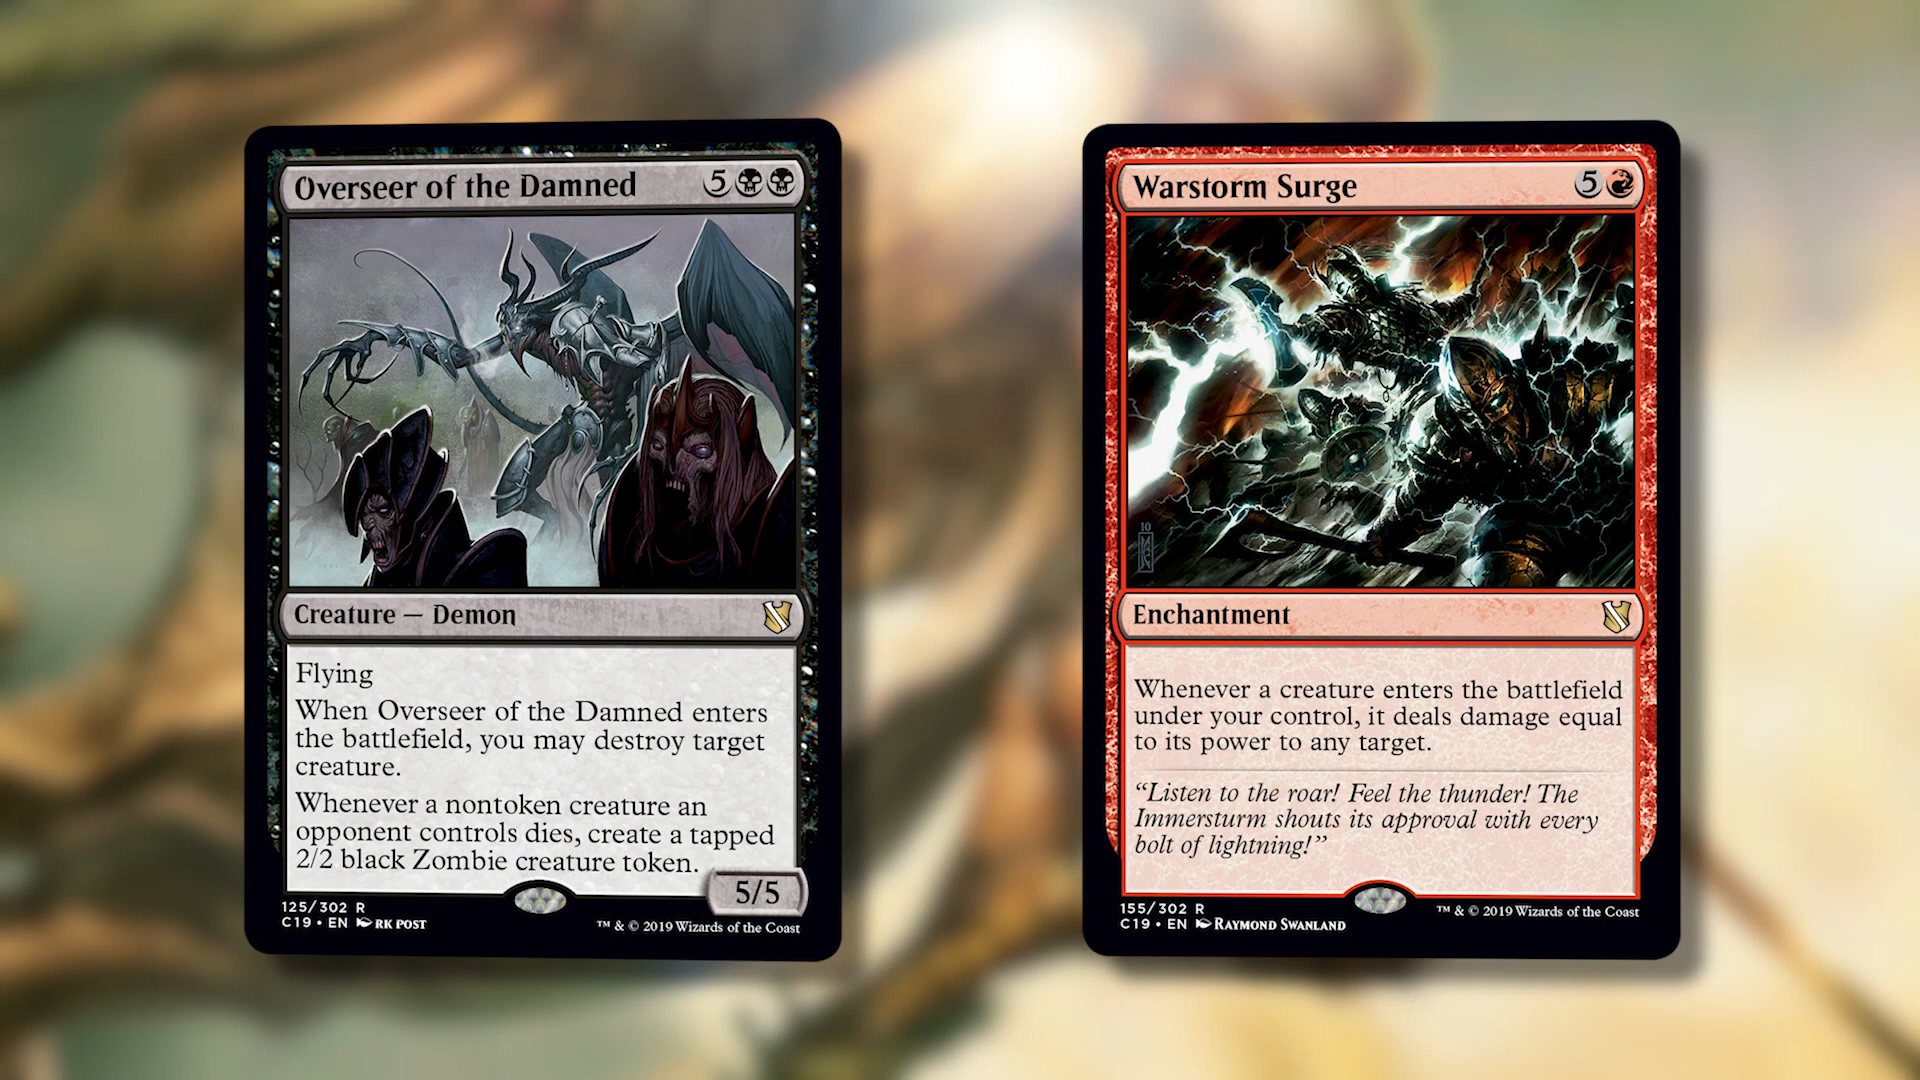 Overseer of the Damned 5
Creature — Demon
Flying
When Overseer of the Damned enters
the battlefield, you may destroy target
creature.
Whenever a nontoken creature an
opponent controls dies, create a tapped
2/2 black Zombie creature token.
5/5
125/302 R
C19 • EN RK POST
™ & © 2019 Wizards of the Coast
Warstorm Surge 5
10
Enchantment
Whenever a creature enters the battlefield
under your control, it deals damage equal
to its power to any target.
“Listen to the roar! Feel the thunder! The
Immersturm shouts its approval with every
bolt of lightning!”
155/302 R
C19 • EN RAYMOND SWANLAND
™ & © 2019 Wizards of the Coast